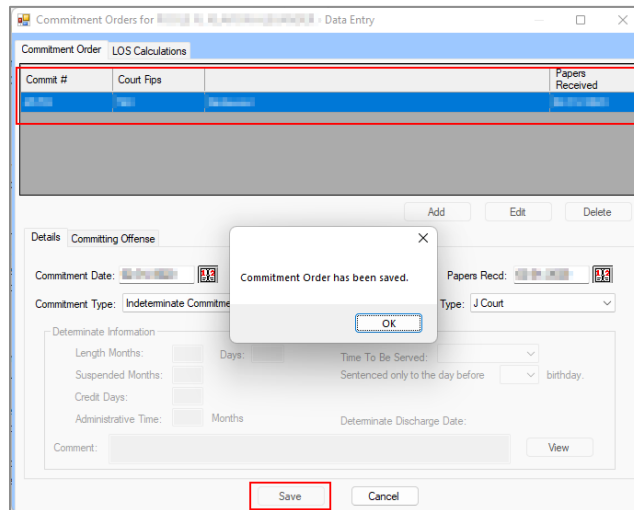 Commitment Orders for - Data Entry
Commitment Order LOS Calculations
Commit # Court Fips Papers Received
Add Edit Delete
Details Committing Offense
Commitment Order has been saved.
OK
Commitment Date: Papers Recd:
Commitment Type: Indeterminate Commitme Type: J Court
Determinate Information
Length Months: Days: Time To Be Served:
Suspended Months: Sentenced only to the day before birthday.
Credit Days:
Administrative Time: Months Determinate Discharge Date:
Comment: View
Save Cancel